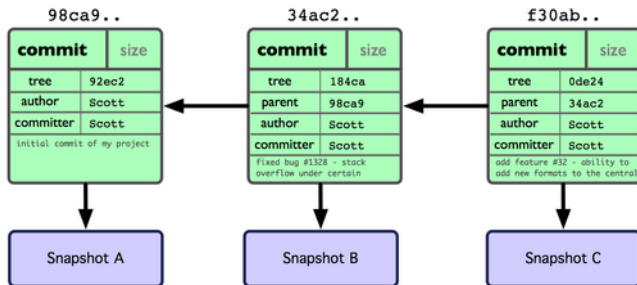 98ca9..
34ac2..
f30ab..
commit size
tree 92ec2
author Scott
committer Scott
initial commit of my project
commit size
tree 184ca
parent 98ca9
author Scott
committer Scott
fixed bug #1328 - stack
overflow under certain
commit size
tree 0de24
parent 34ac2
author Scott
committer Scott
add feature #32 - ability to
add new formats to the central
Snapshot A
Snapshot B
Snapshot C